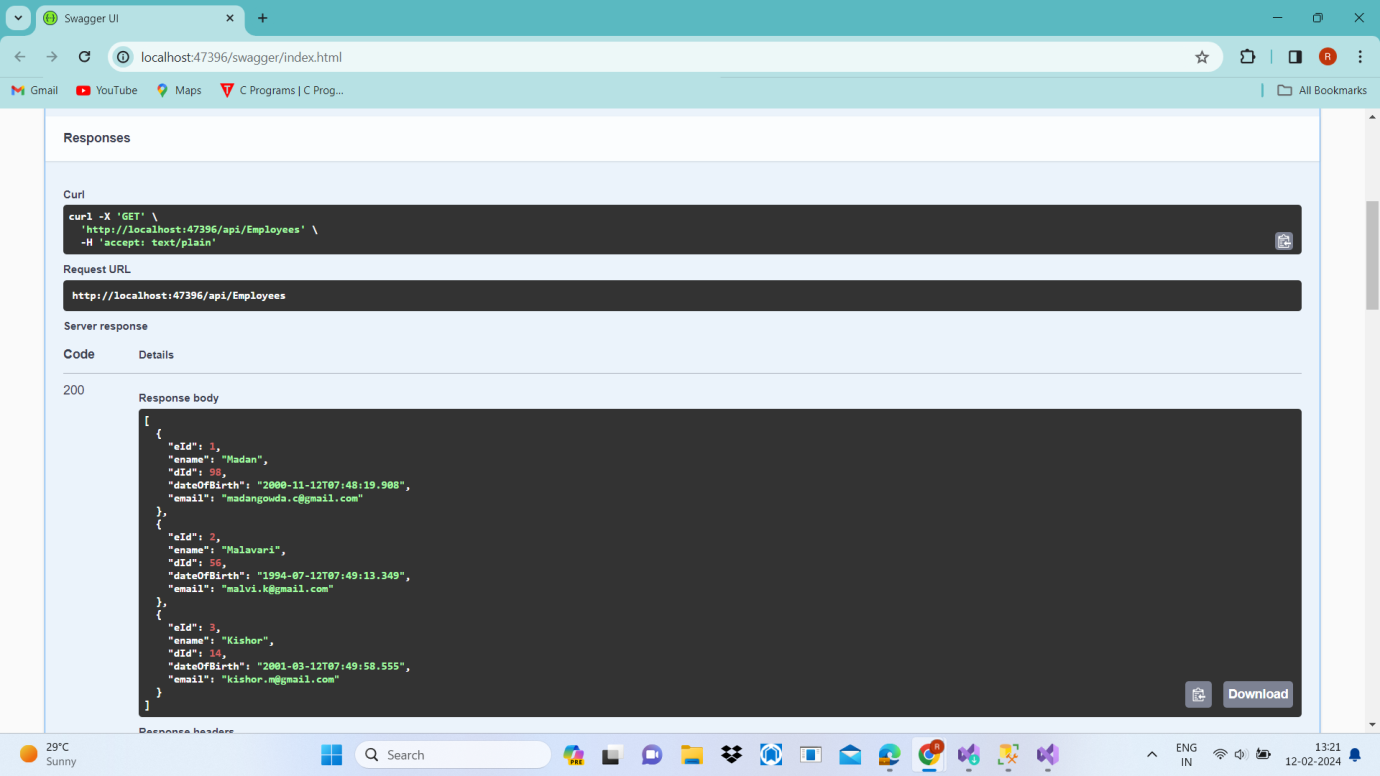 Swagger UI
localhost:47396/swagger/index.html
R
Gmail
YouTube
Maps
C Programs | C Prog...
All Bookmarks
Responses
Curl
curl -X 'GET' \
'http://localhost:47396/api/Employees' \
-H 'accept: text/plain'
Request URL
http://localhost:47396/api/Employees
Server response
Code Details
200
Response body
[
{
"eId": 1,
"ename": "Madan",
"dId": 98,
"dateOfBirth": "2000-11-12T07:48:19.908",
"email": "madangowda.c@gmail.com"
},
{
"eId": 2,
"ename": "Malavari",
"dId": 56,
"dateOfBirth": "1994-07-12T07:49:13.349",
"email": "malvi.k@gmail.com"
},
{
"eId": 3,
"ename": "Kishor",
"dId": 14,
"dateOfBirth": "2001-03-12T07:49:58.555",
"email": "kishor.m@gmail.com"
}
]
Download
Response headers
29°C
Sunny
Search
PRE
R
ENG
IN
13:21
12-02-2024